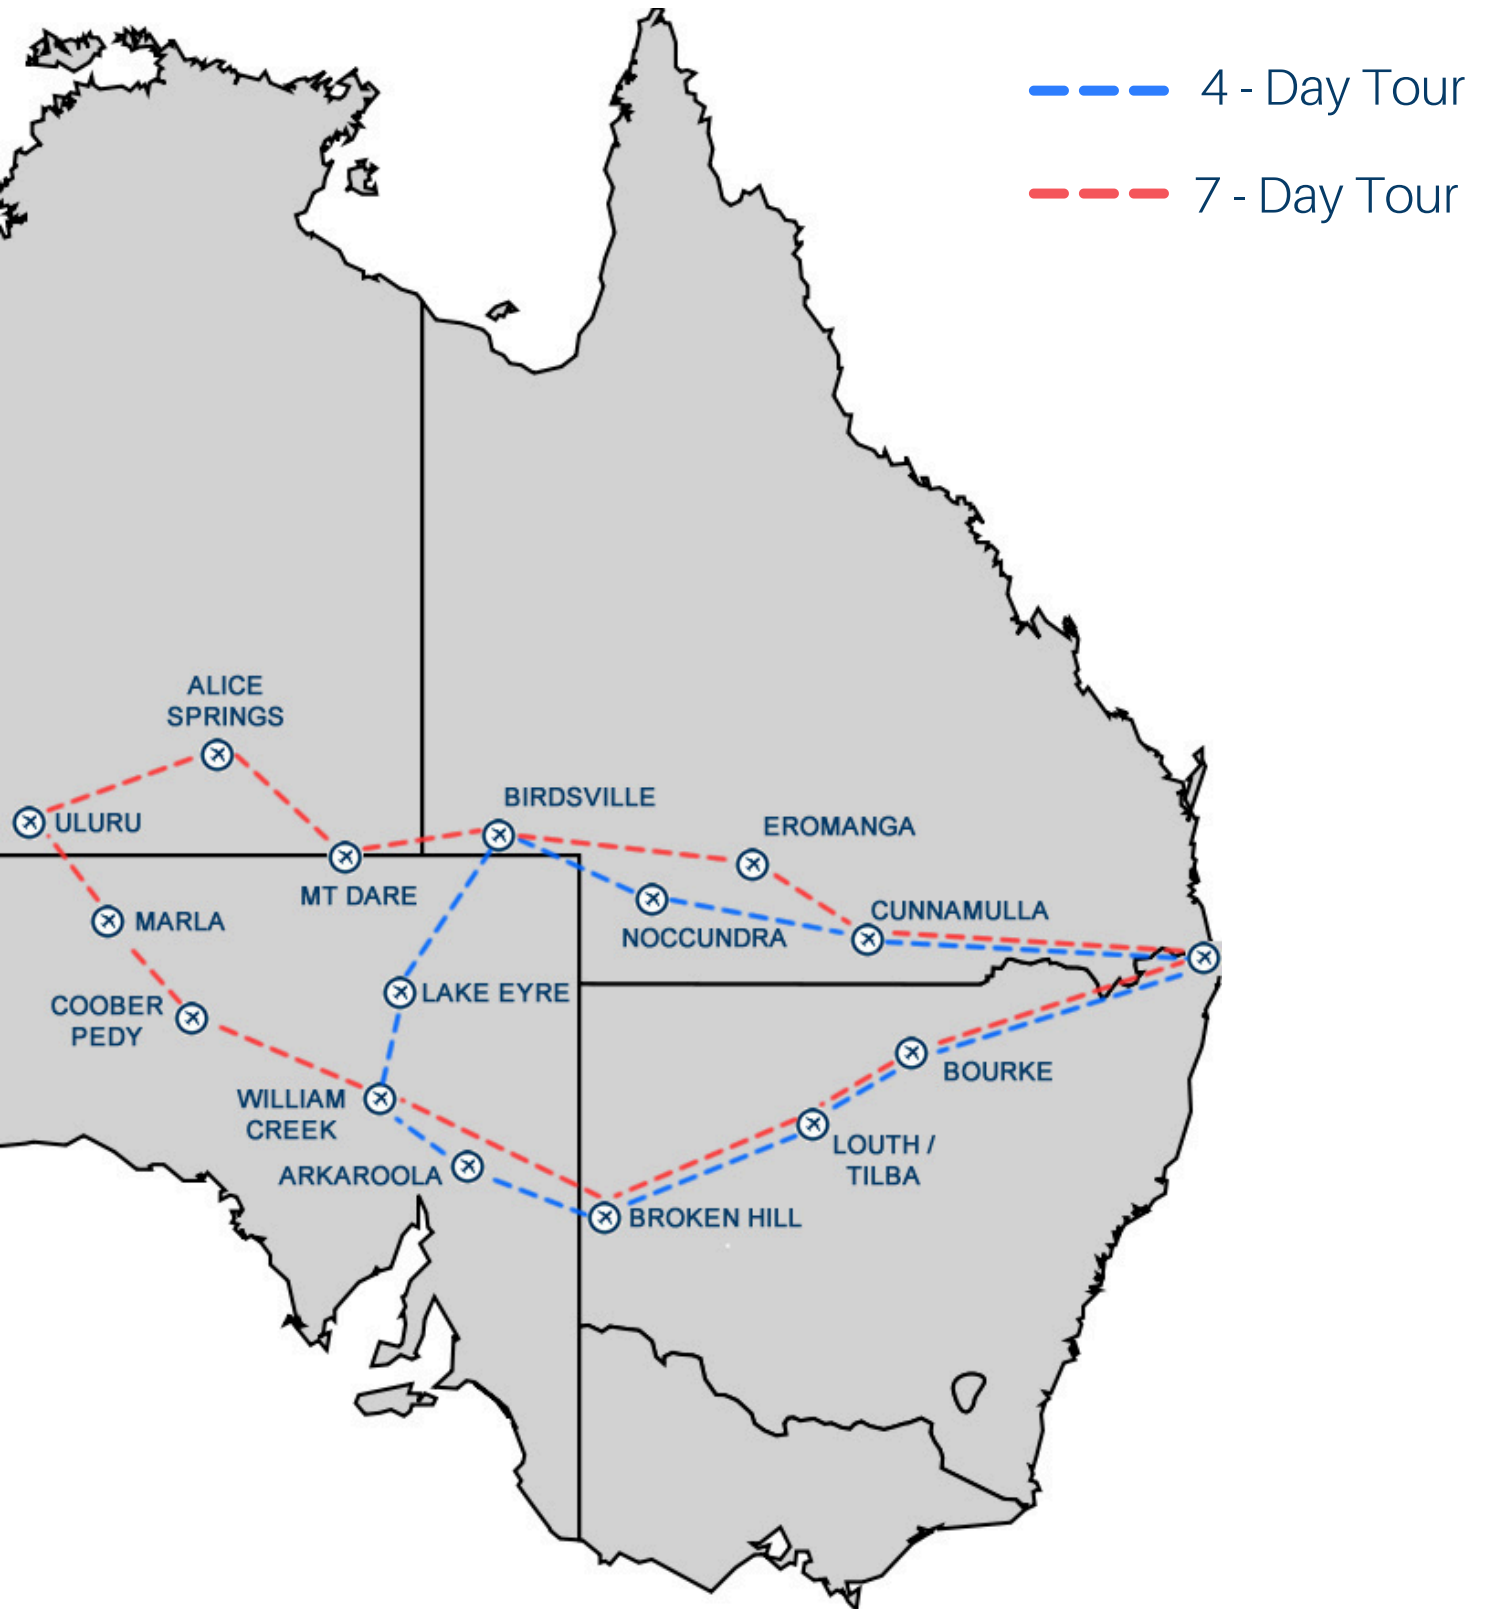 4 - Day Tour
7 - Day Tour
ALICE
SPRINGS
BIRDSVILLE
ULURU
EROMANGA
MT DARE
CUNNAMULLA
MARLA
NOCCUNDRA
LAKE EYRE
COOBER
PEDY
BOURKE
WILLIAM
CREEK
LOUTH /
TILBA
ARKAROOLA
BROKEN HILL